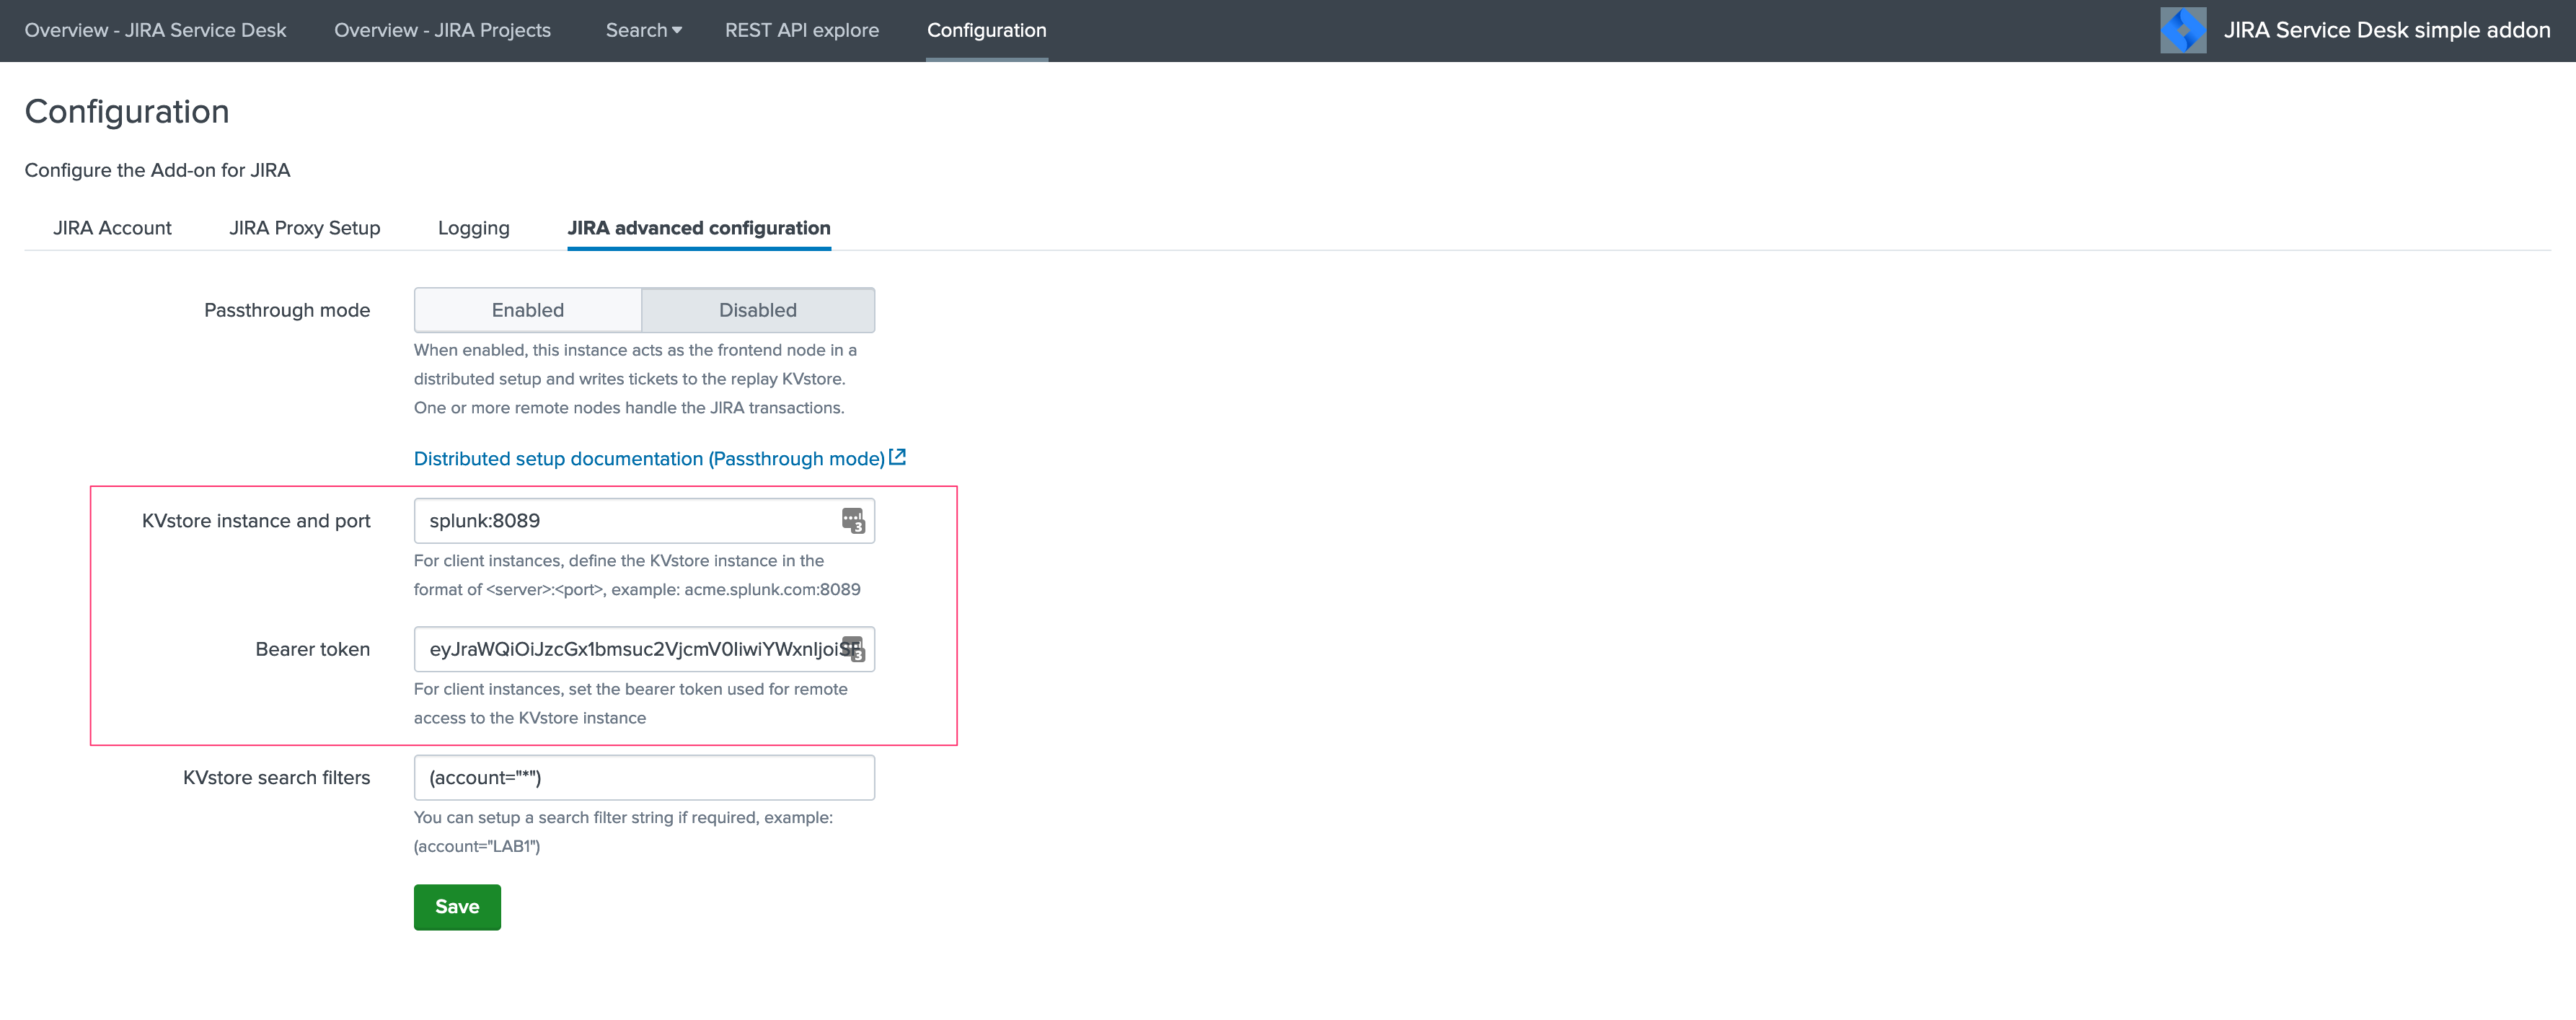 Overview - JIRA Service Desk Overview - JIRA Projects Search REST API explore Configuration JIRA Service Desk simple addon
Configuration
Configure the Add-on for JIRA
JIRA Account JIRA Proxy Setup Logging JIRA advanced configuration
Passthrough mode Enabled Disabled
When enabled, this instance acts as the frontend node in a
distributed setup and writes tickets to the replay KVstore.
One or more remote nodes handle the JIRA transactions.
Distributed setup documentation (Passthrough mode)
KVstore instance and port splunk:8089 3
For client instances, define the KVstore instance in the
format of <server>:<port>, example: acme.splunk.com:8089
Bearer token 3
For client instances, set the bearer token used for remote
access to the KVstore instance
KVstore search filters (account="*")
You can setup a search filter string if required, example:
(account="LAB1")
Save